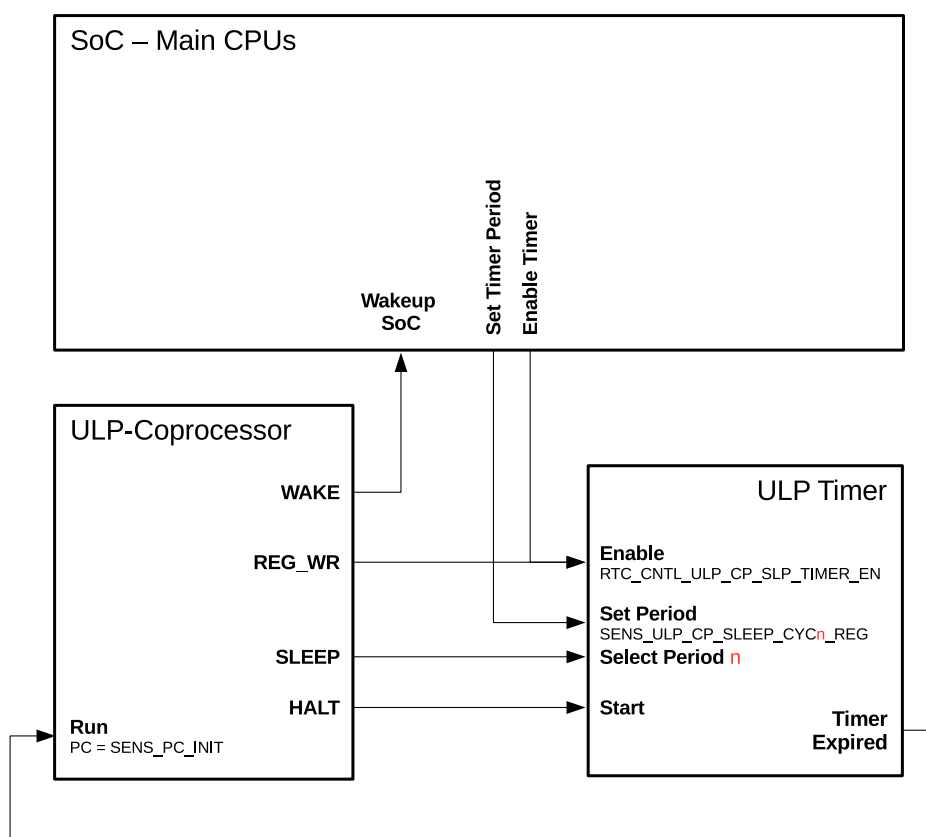 SoC – Main CPUs
Set Timer Period
Enable Timer
Wakeup
SoC
ULP-Coprocessor
WAKE
REG_WR
SLEEP
HALT
Run
PC = SENS_PC_INIT
ULP Timer
Enable
RTC_CNTL_ULP_CP_SLP_TIMER_EN
Set Period
SENS_ULP_CP_SLEEP_CYCn_REG
Select Period n
Start
Timer
Expired